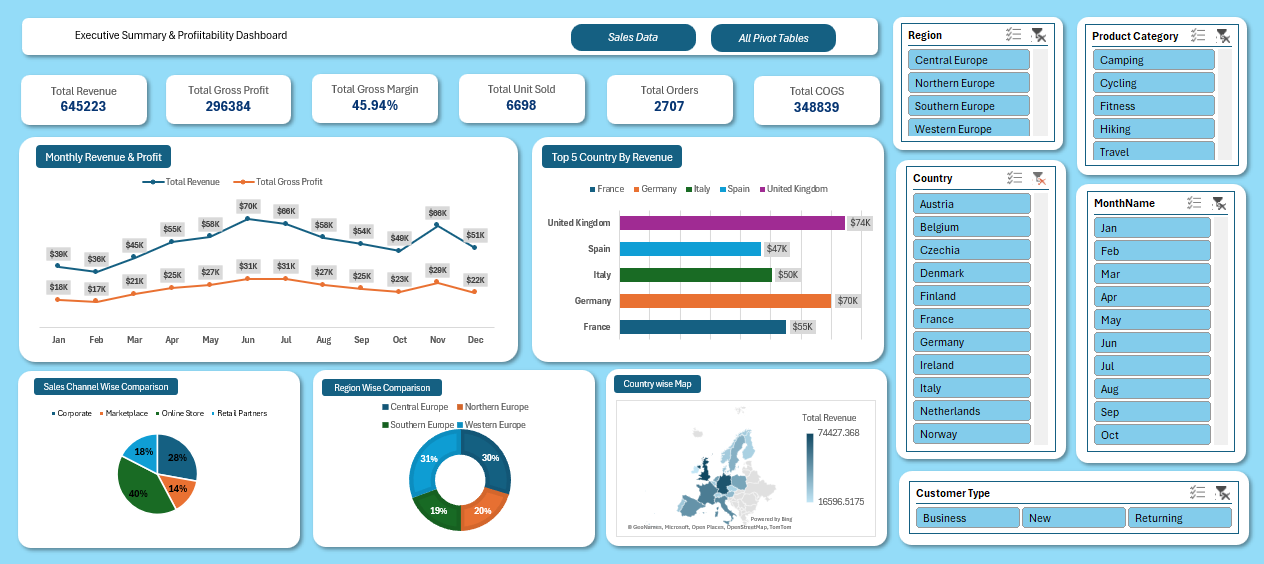 Executive Summary & Profiitability Dashboard
Sales Data
All Pivot Tables
Total Revenue
645223
Total Gross Profit
296384
Total Gross Margin
45.94%
Total Unit Sold
6698
Total Orders
2707
Total COGS
348839
Monthly Revenue & Profit
Total Revenue Total Gross Profit
$39K $36K $45K $55K $58K $70K $66K $58K $54K $49K $66K $51K
$18K $17K $21K $25K $27K $31K $31K $27K $25K $23K $29K $22K
Jan Feb Mar Apr May Jun Jul Aug Sep Oct Nov Dec
Top 5 Country By Revenue
France Germany Italy Spain United Kingdom
United Kingdom $74K
Spain $47K
Italy $50K
Germany $70K
France $55K
Sales Channel Wise Comparison
Corporate Marketplace Online Store Retail Partners
18% 28%
40% 14%
Region Wise Comparison
Central Europe Northern Europe
Southern Europe Western Europe
31% 30%
19% 20%
Country wise Map
Total Revenue
74427.368
16596.5175
Powered by Bing
© GeoNames, Microsoft, Open Places, OpenStreetMap, TomTom
Region
Central Europe
Northern Europe
Southern Europe
Western Europe
Product Category
Camping
Cycling
Fitness
Hiking
Travel
Country
Austria
Belgium
Czechia
Denmark
Finland
France
Germany
Ireland
Italy
Netherlands
Norway
MonthName
Jan
Feb
Mar
Apr
May
Jun
Jul
Aug
Sep
Oct
Customer Type
Business New Returning